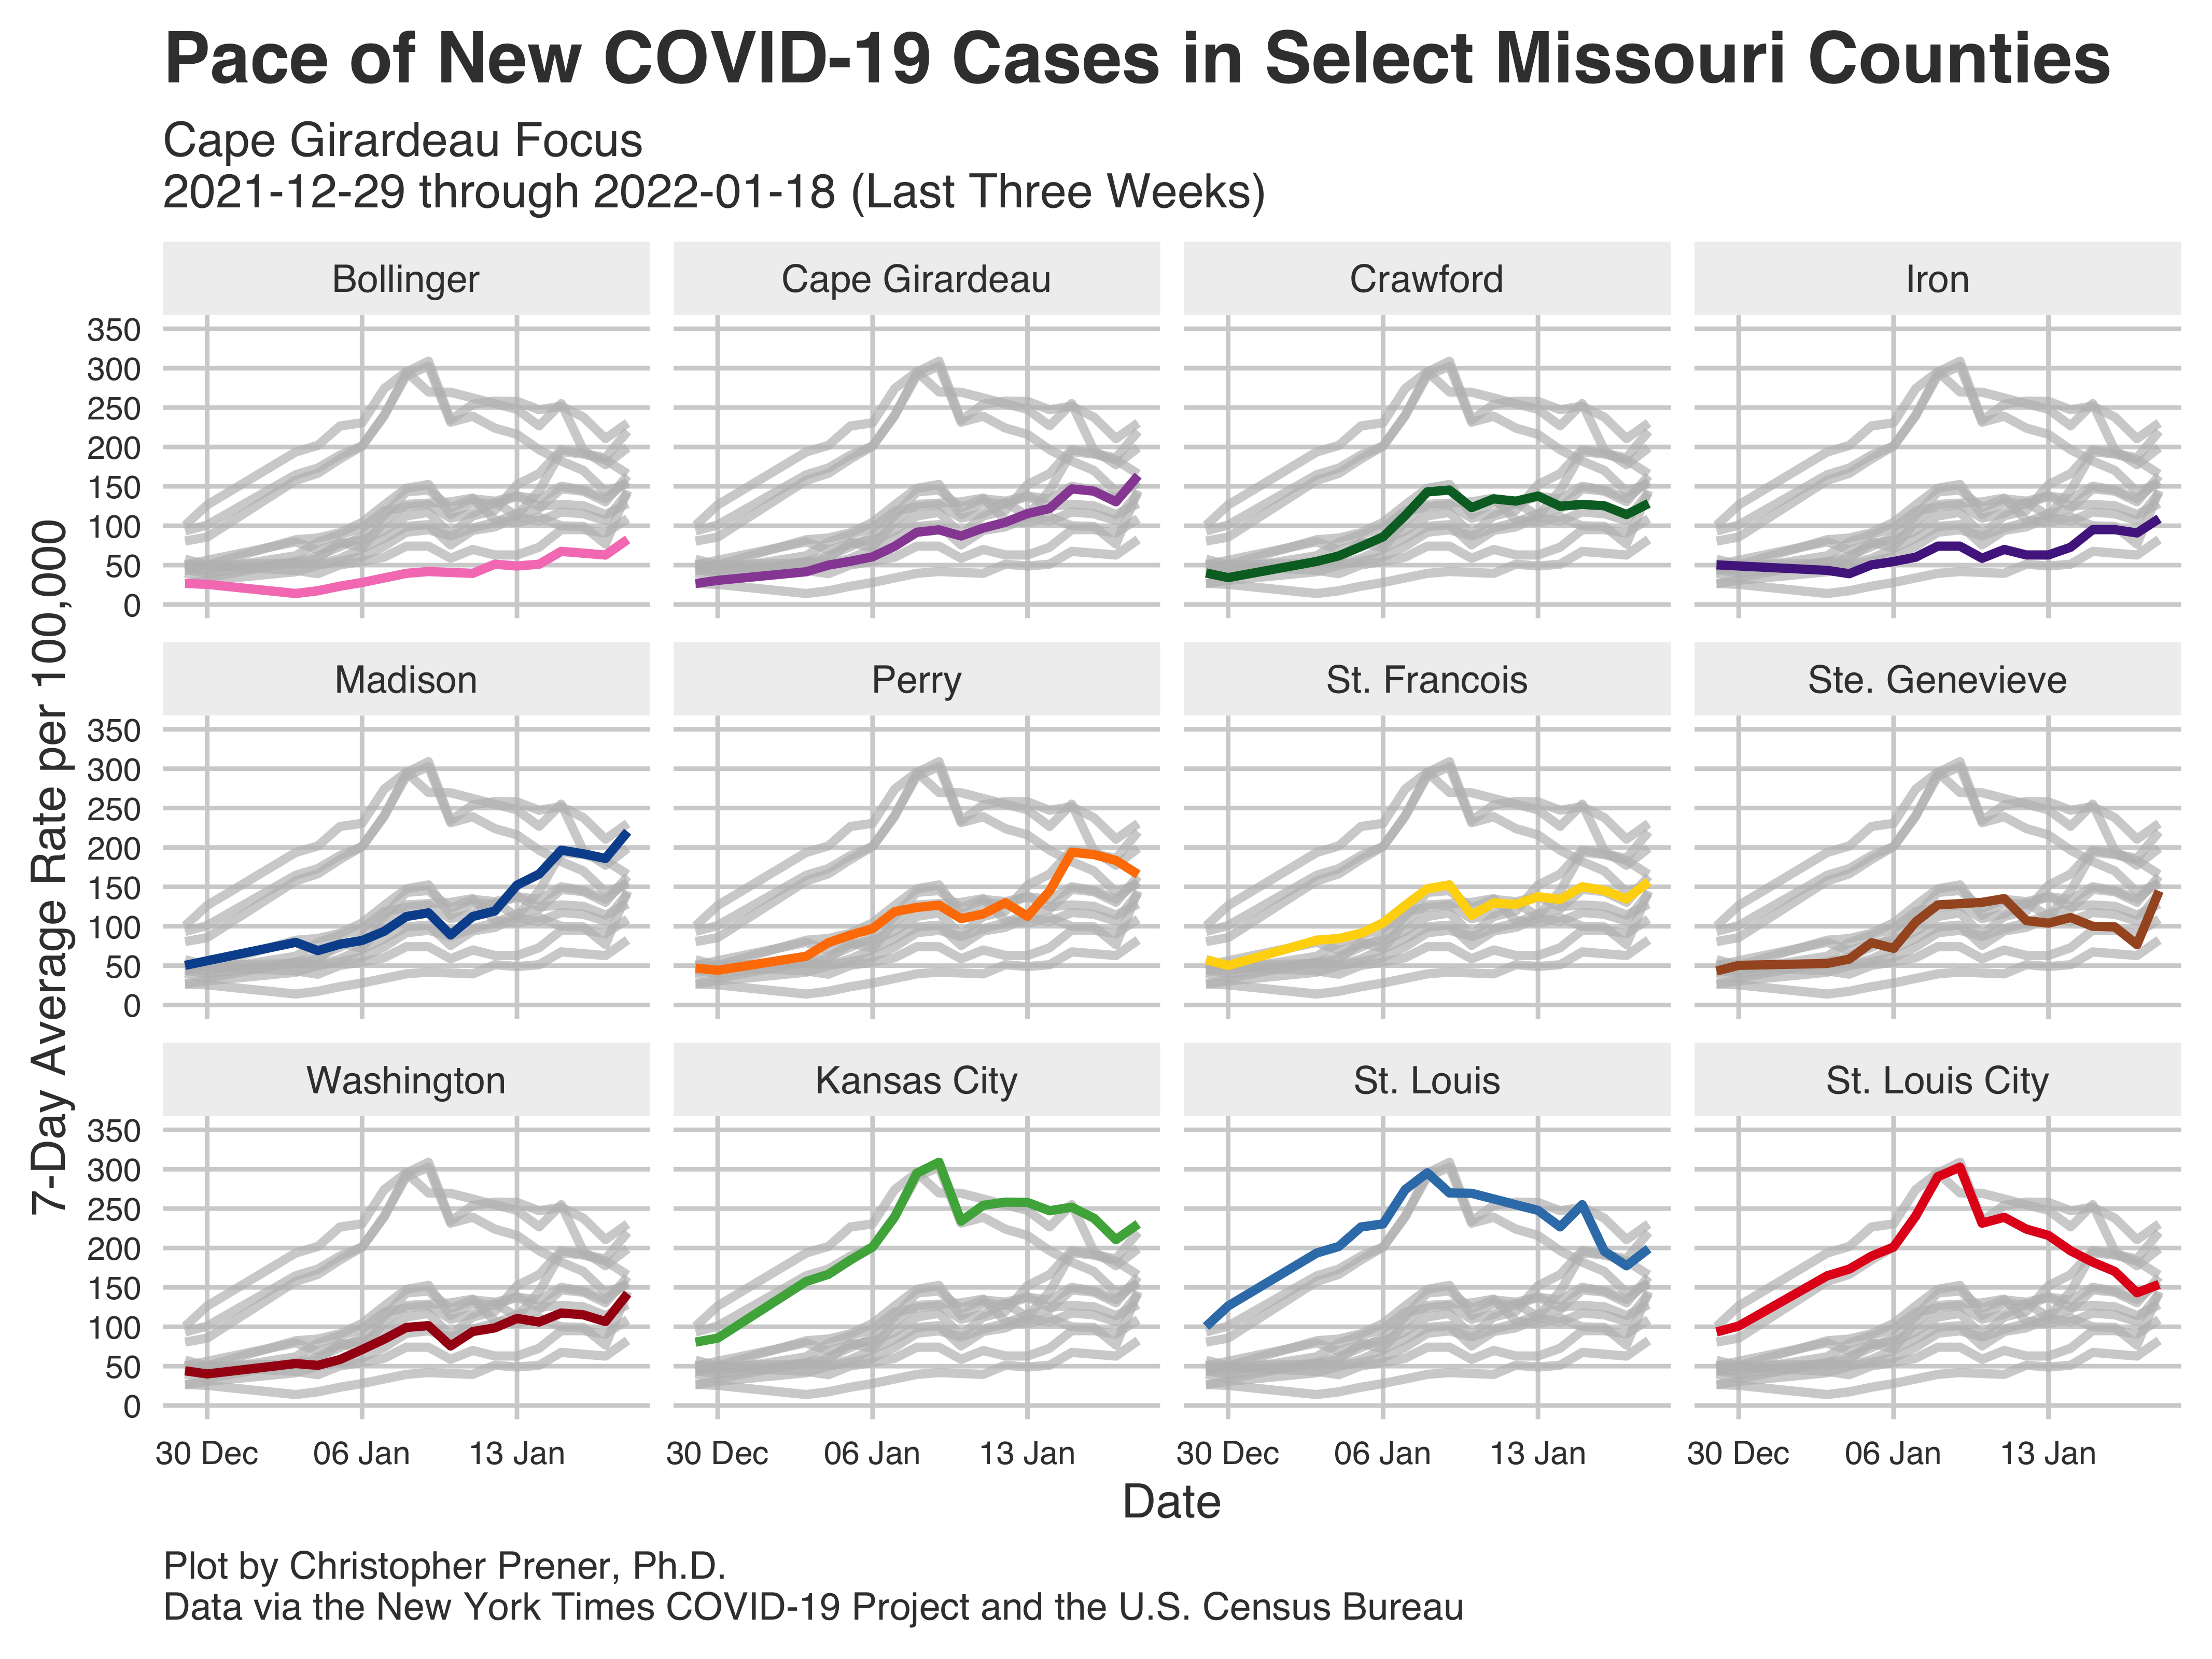 Pace of New COVID-19 Cases in Select Missouri Counties
Cape Girardeau Focus
2021-12-29 through 2022-01-18 (Last Three Weeks)
7-Day Average Rate per 100,000
Bollinger
Cape Girardeau
Crawford
Iron
350
300
250
200
150
100
50
0
Madison
Perry
St. Francois
Ste. Genevieve
350
300
250
200
150
100
50
0
Washington
Kansas City
St. Louis
St. Louis City
350
300
250
200
150
100
50
0
30 Dec 06 Jan 13 Jan
30 Dec 06 Jan 13 Jan
30 Dec 06 Jan 13 Jan
30 Dec 06 Jan 13 Jan
Date
Plot by Christopher Prener, Ph.D.
Data via the New York Times COVID-19 Project and the U.S. Census Bureau